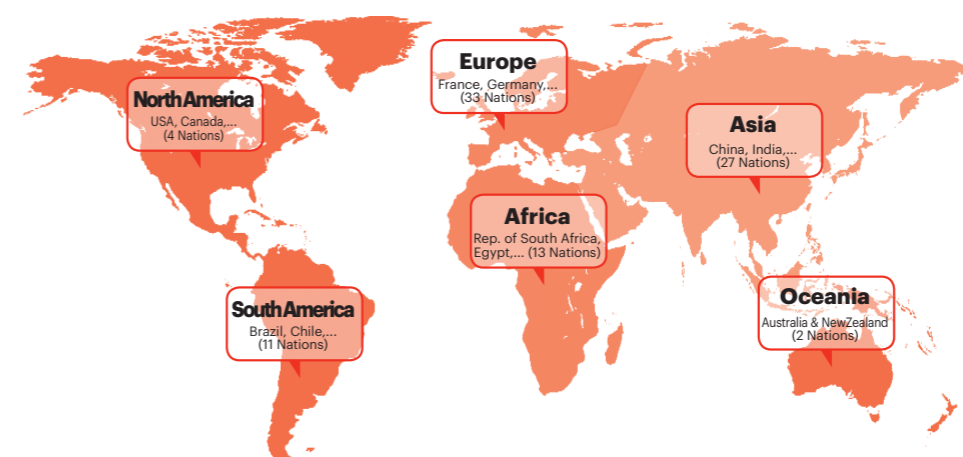 North America
USA, Canada,...
(4 Nations)
Europe
France, Germany,...
(33 Nations)
Asia
China, India,...
(27 Nations)
Africa
Rep. of South Africa,
Egypt,... (13 Nations)
South America
Brazil, Chile,...
(11 Nations)
Oceania
Australia & NewZealand
(2 Nations)